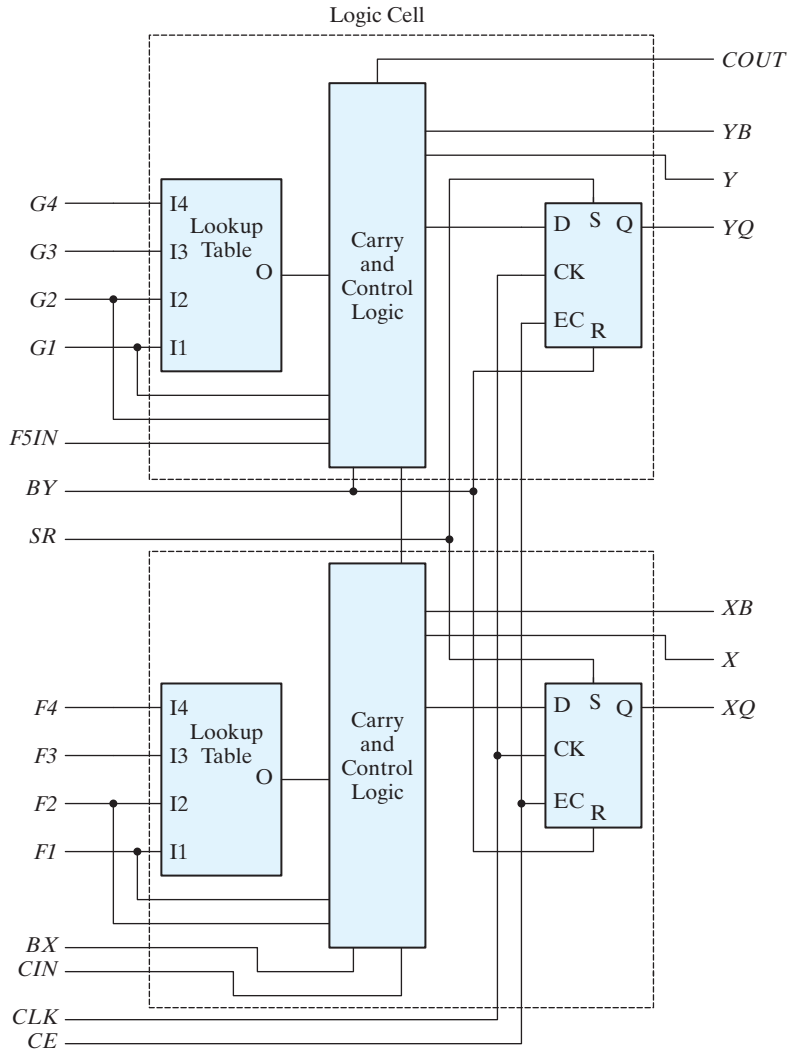 Logic Cell
COUT
YB
Y
YQ
G4
G3
G2
G1
F5IN
BY
SR
I4
I3
I2
I1
Lookup
Table
O
Carry
and
Control
Logic
D
S
Q
CK
EC
R
XB
X
XQ
F4
F3
F2
F1
BX
CIN
CLK
CE
I4
I3
I2
I1
Lookup
Table
O
Carry
and
Control
Logic
D
S
Q
CK
EC
R